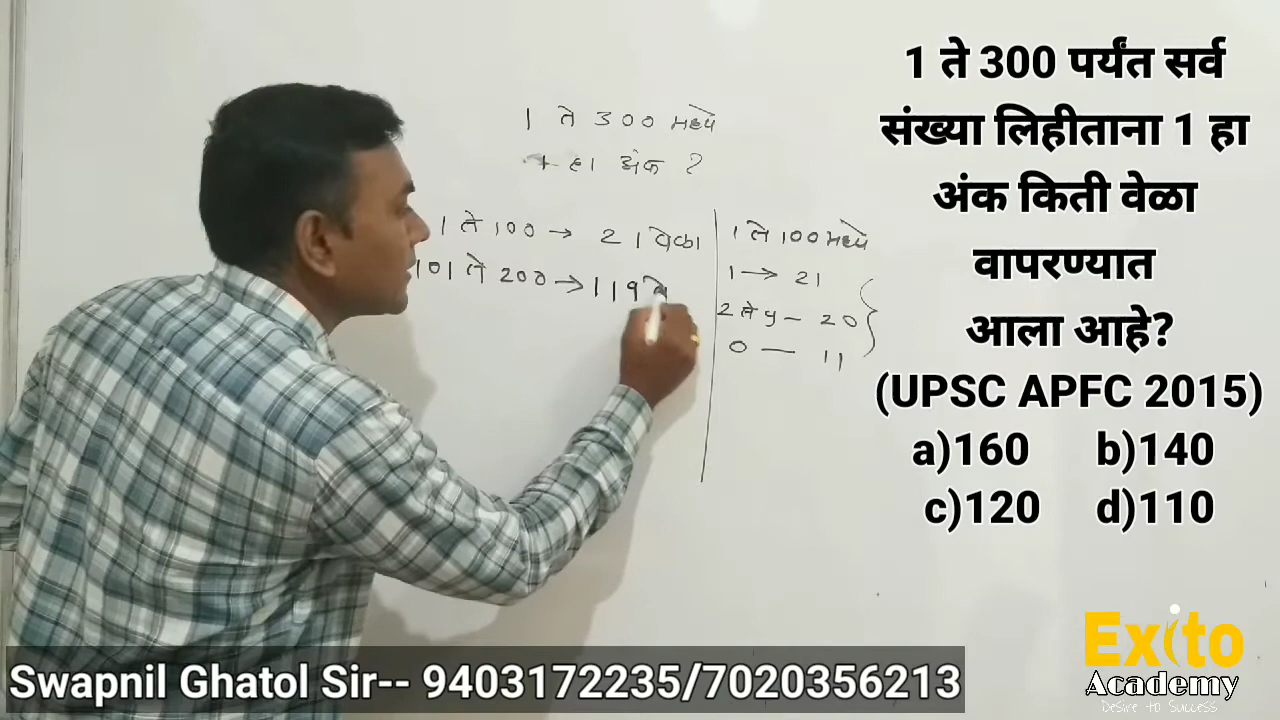 1 ते 300 मध्ये
1 हा अंक ?
1 ते 100 → 21 वेळा
101 ते 200 → 119 वे
1 ते 100 मध्ये
1 → 21
2 ते 9 – 20
0 — 11
1 ते 300 पर्यंत सर्व
संख्या लिहीताना 1 हा
अंक किती वेळा
वापरण्यात
आला आहे?
(UPSC APFC 2015)
a)160 b)140
c)120 d)110
Swapnil Ghatol Sir-- 9403172235/7020356213
Exito
Academy
Desire to Success